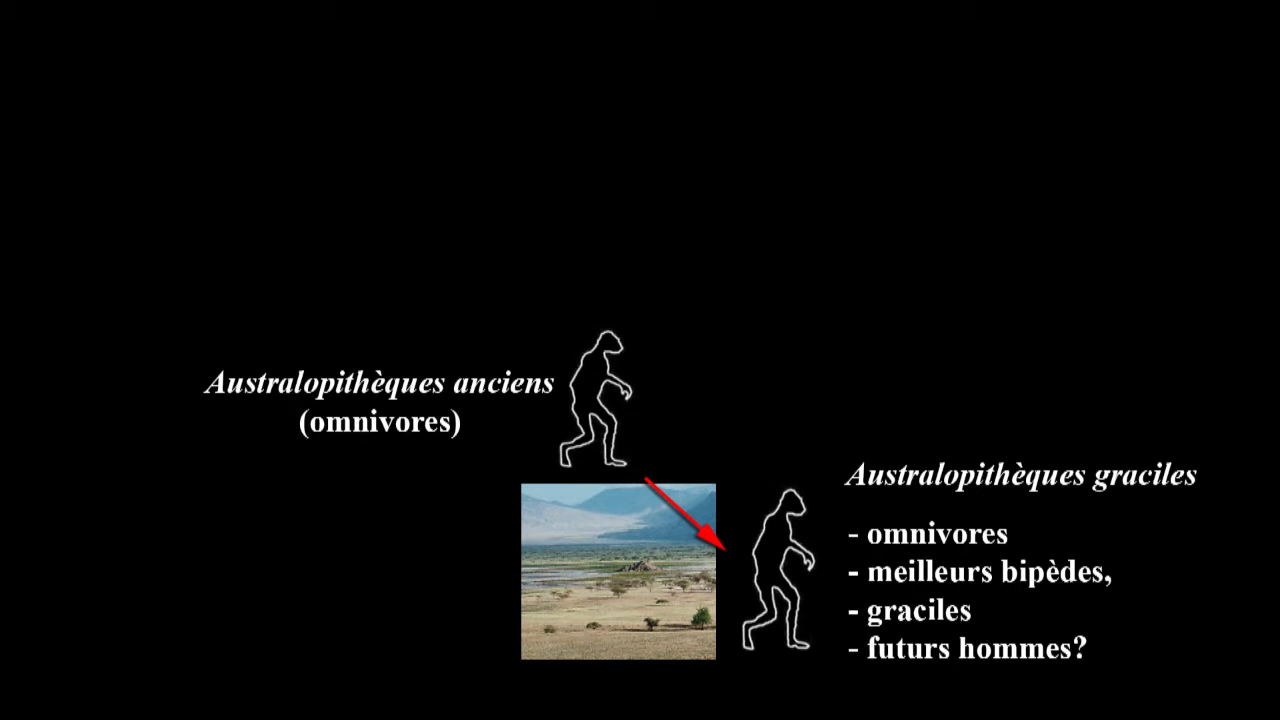 Australopithèques anciens
(omnivores)
Australopithèques graciles
- omnivores
- meilleurs bipèdes,
- graciles
- futurs hommes?